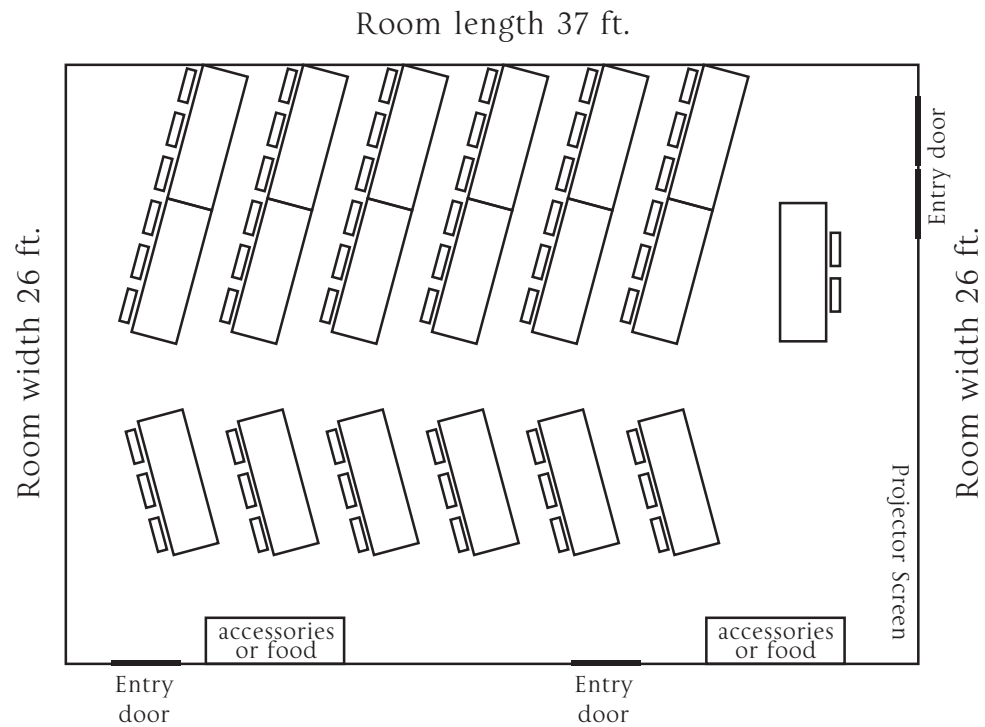 Room length 37 ft.
Entry door
Room width 26 ft.
Room width 26 ft.
Projector Screen
accessories
or food
accessories
or food
Entry
door
Entry
door